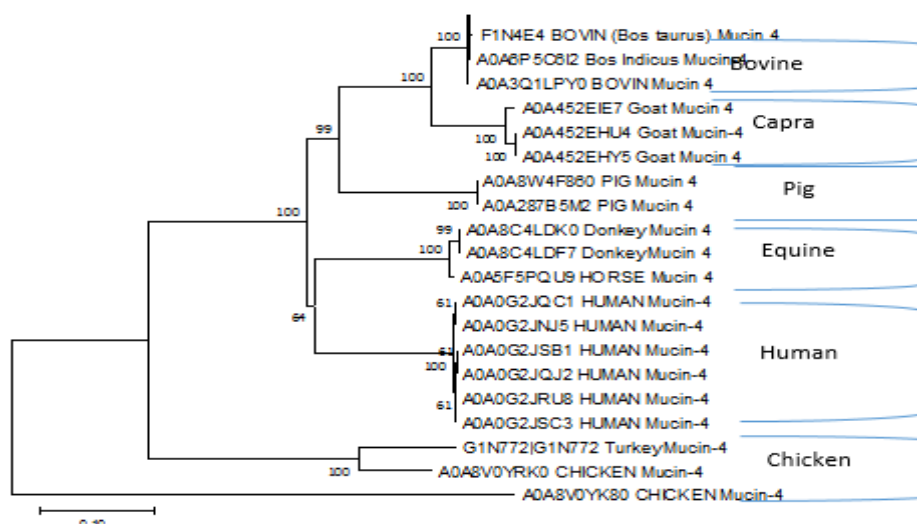 100
F1N4E4 BOVIN (Bos taurus) Mucin 4
A0A6P5C6I2 Bos Indicus Mucin-4
Bovine
A0A3Q1LPY0 BOVIN Mucin 4
100
A0A452EIE7 Goat Mucin 4
A0A452EHU4 Goat Mucin-4
Capra
100
100
A0A452EHY5 Goat Mucin 4
99
A0A8W4F860 PIG Mucin 4
Pig
100
A0A287B5M2 PIG Mucin 4
100
99
A0A8C4LDK0 Donkey Mucin 4
100
A0A8C4LDF7 DonkeyMucin 4
Equine
A0A5F5PQU9 HORSE Mucin 4
61
A0A0G2JQC1 HUMAN Mucin-4
64
A0A0G2JNJ5 HUMAN Mucin-4
61
A0A0G2JSB1 HUMAN Mucin-4
Human
100
A0A0G2JQJ2 HUMAN Mucin-4
61
A0A0G2JRU8 HUMAN Mucin-4
A0A0G2JSC3 HUMAN Mucin-4
G1N772|G1N772 TurkeyMucin-4
Chicken
100
A0A8V0YRK0 CHICKEN Mucin-4
A0A8V0YK80 CHICKEN Mucin-4